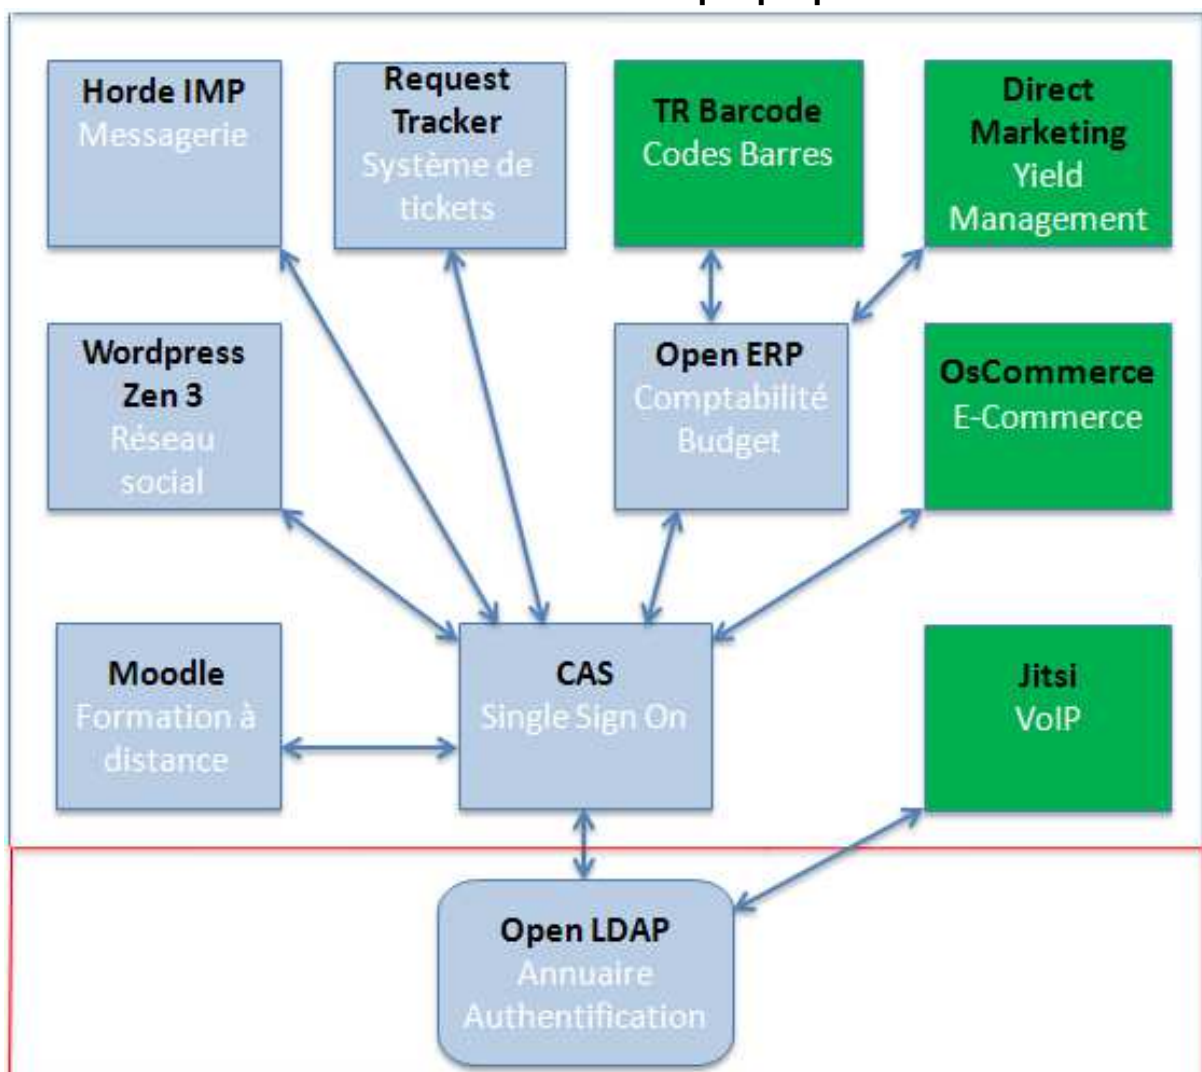 Horde IMP
Messagerie
Request
Tracker
Système de
tickets
TR Barcode
Codes Barres
Direct
Marketing
Yield
Management
Wordpress
Zen 3
Réseau
social
Open ERP
Comptabilité
Budget
OsCommerce
E-Commerce
Moodle
Formation à
distance
CAS
Single Sign On
Jitsi
VoIP
Open LDAP
Annuaire
Authentification